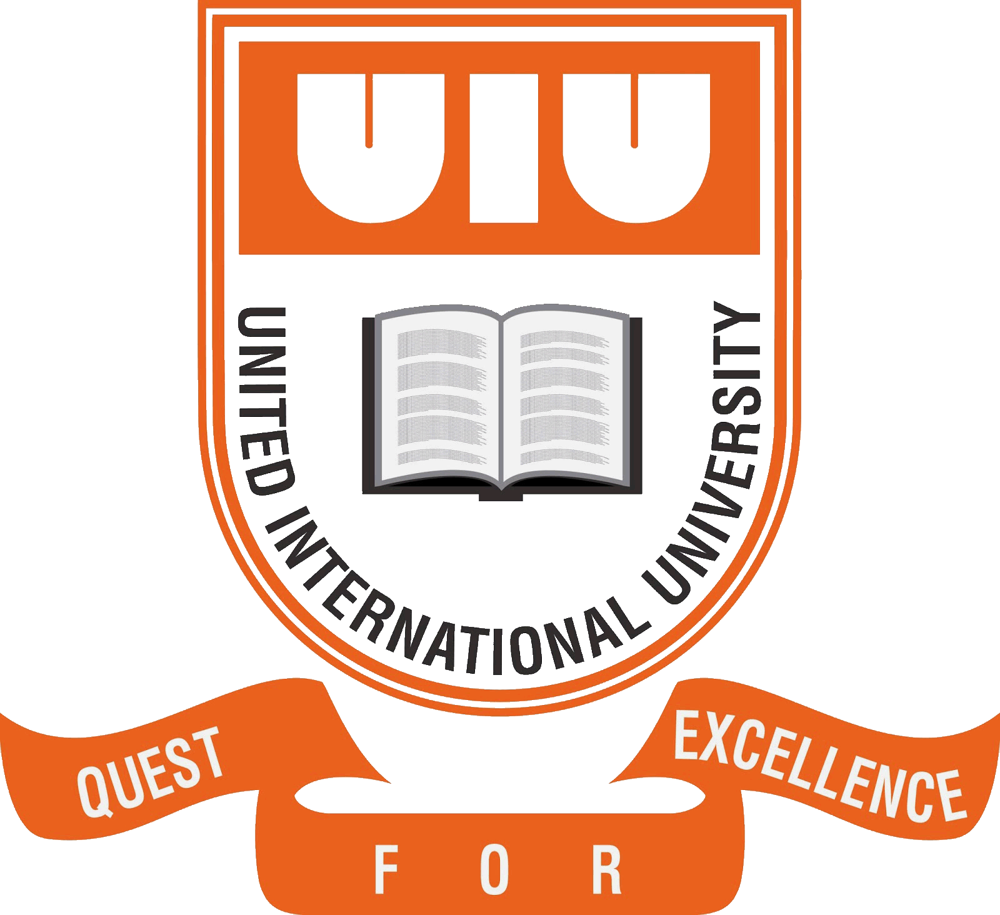 UIU
UNITED INTERNATIONAL UNIVERSITY
QUEST
FOR
EXCELLENCE